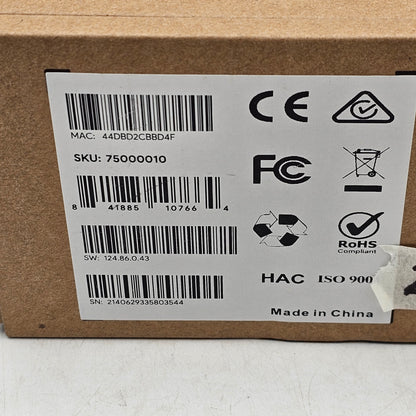 MAC: 44DBD2CBBD4F
SKU: 75000010
8 41885 10766 4
SW: 124.86.0.43
SN: 2140629335803544
CE
FC
RoHS
Compliant
HAC ISO 900
Made in China